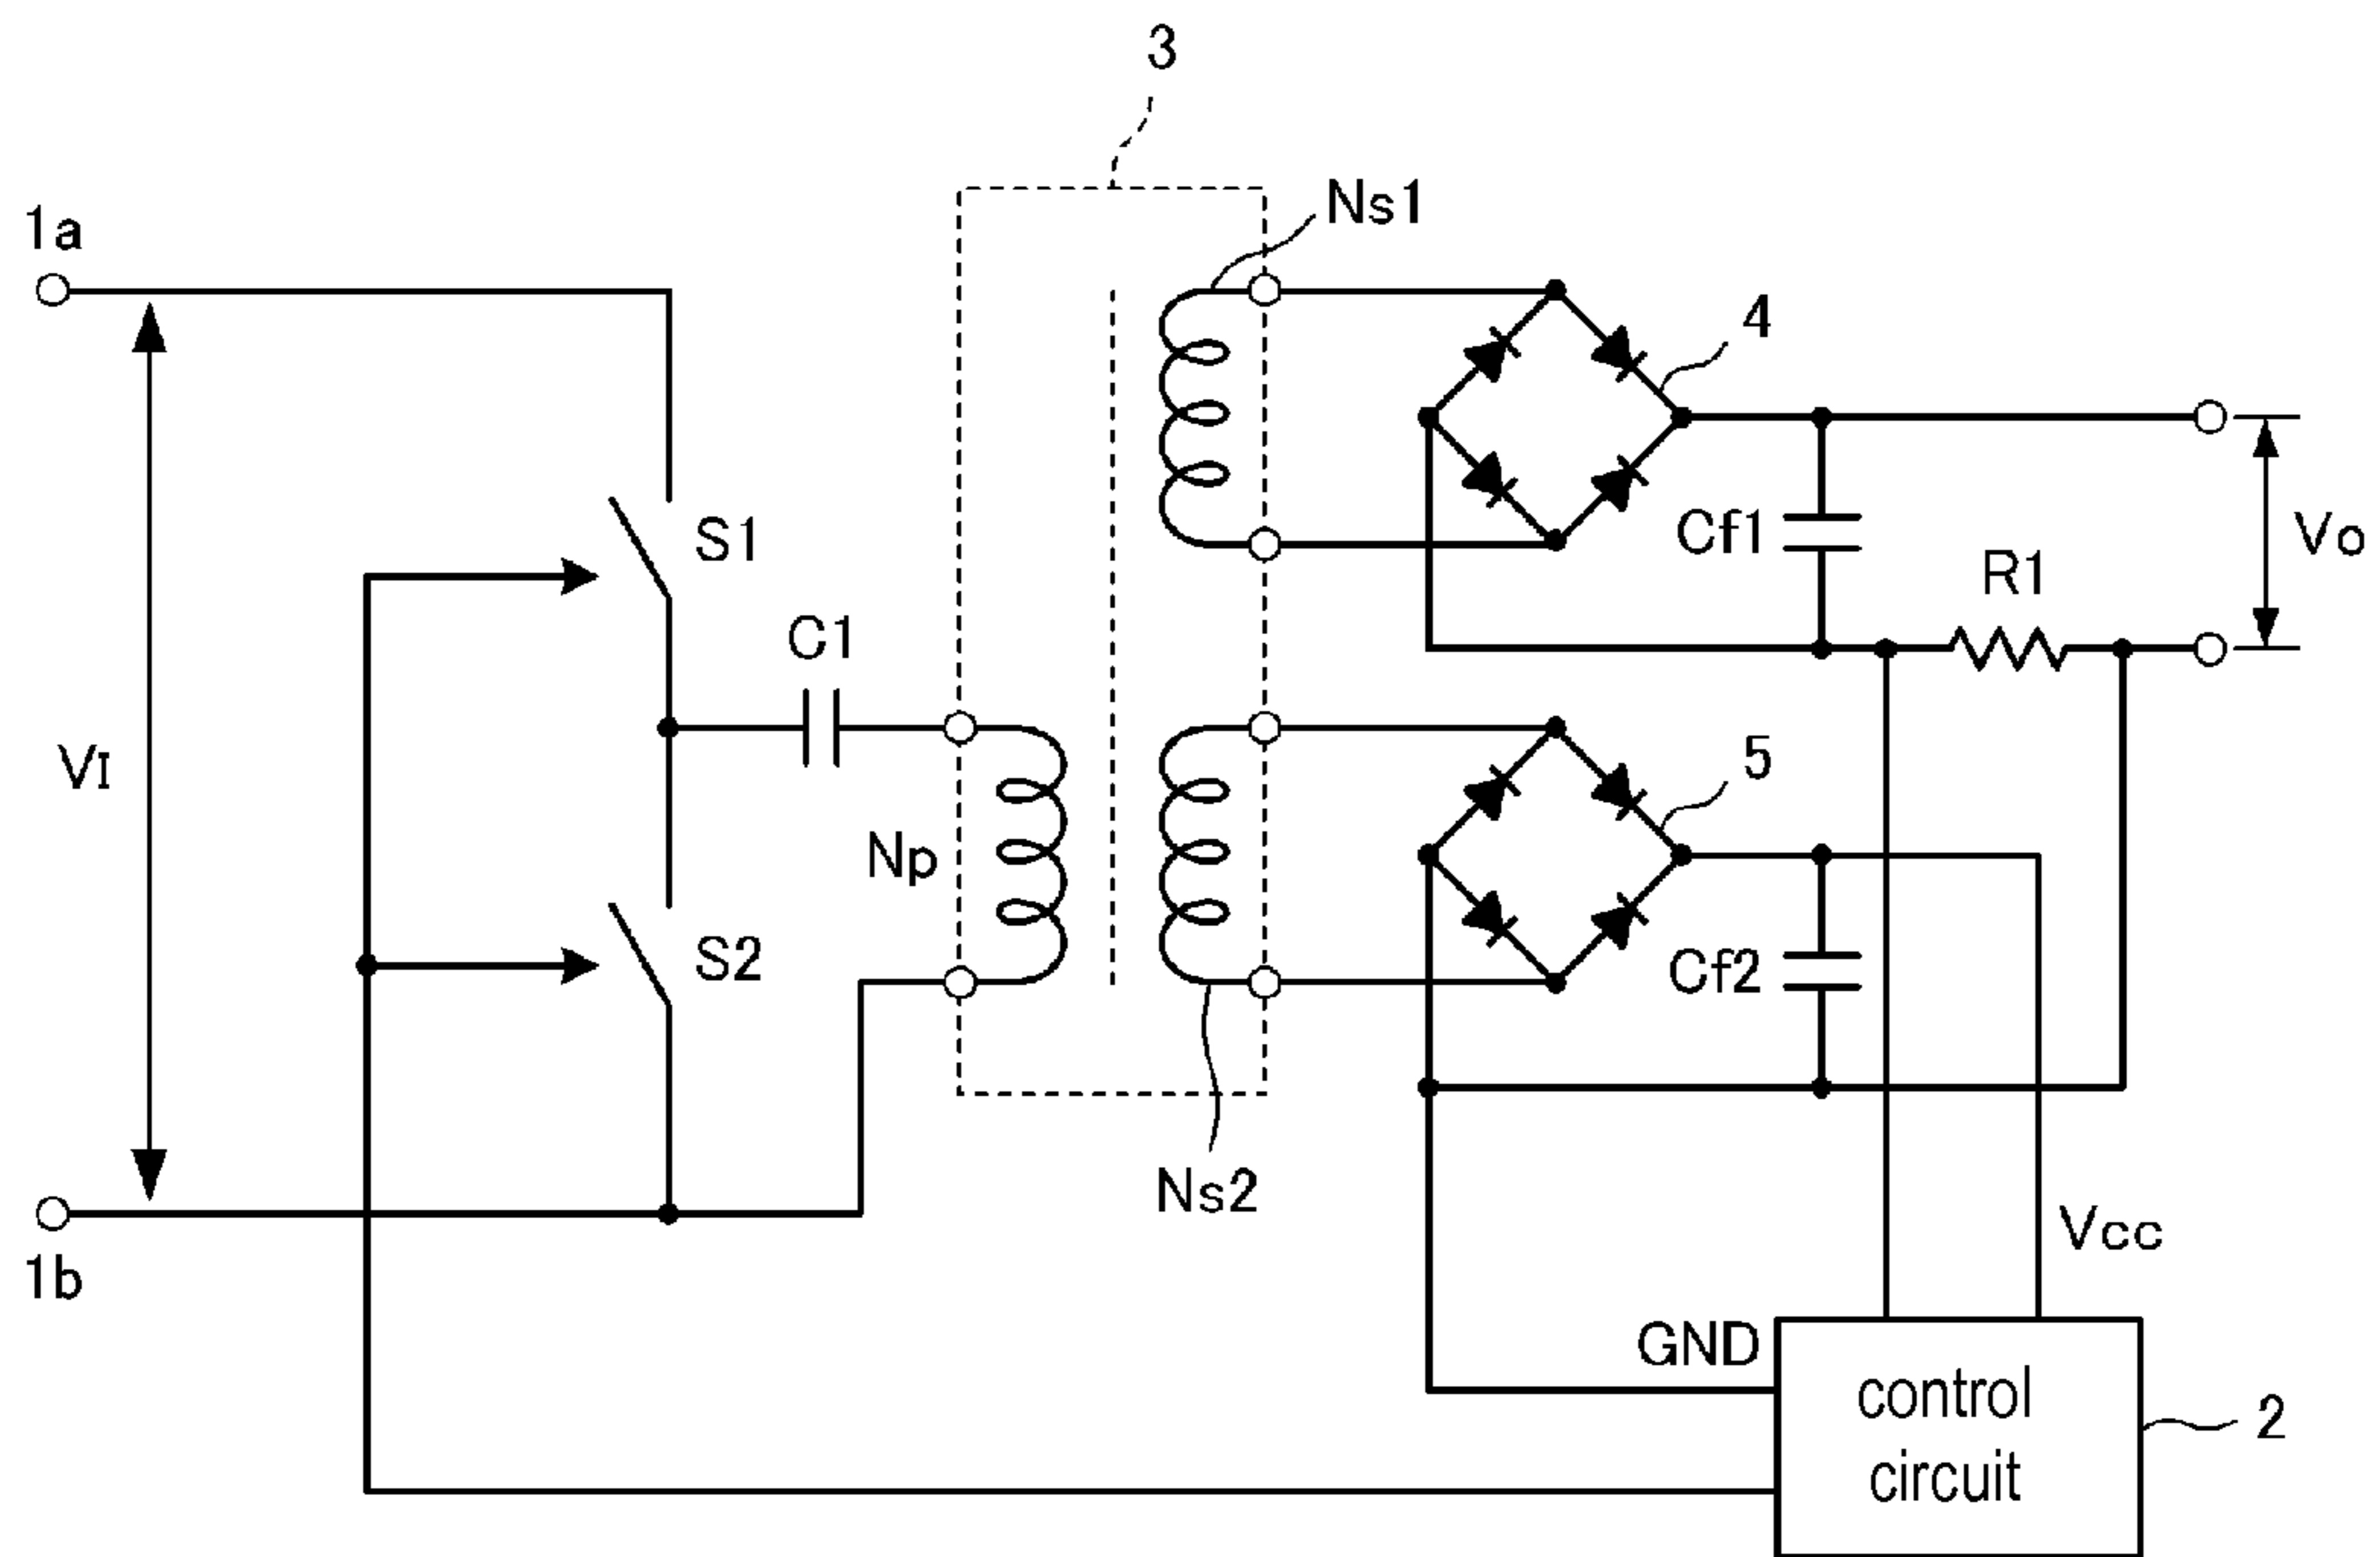 3
Ns1
1a
4
S1
Cf1
Vo
R1
C1
VI
5
Np
S2
Cf2
Ns2
Vcc
1b
GND
control
circuit
2